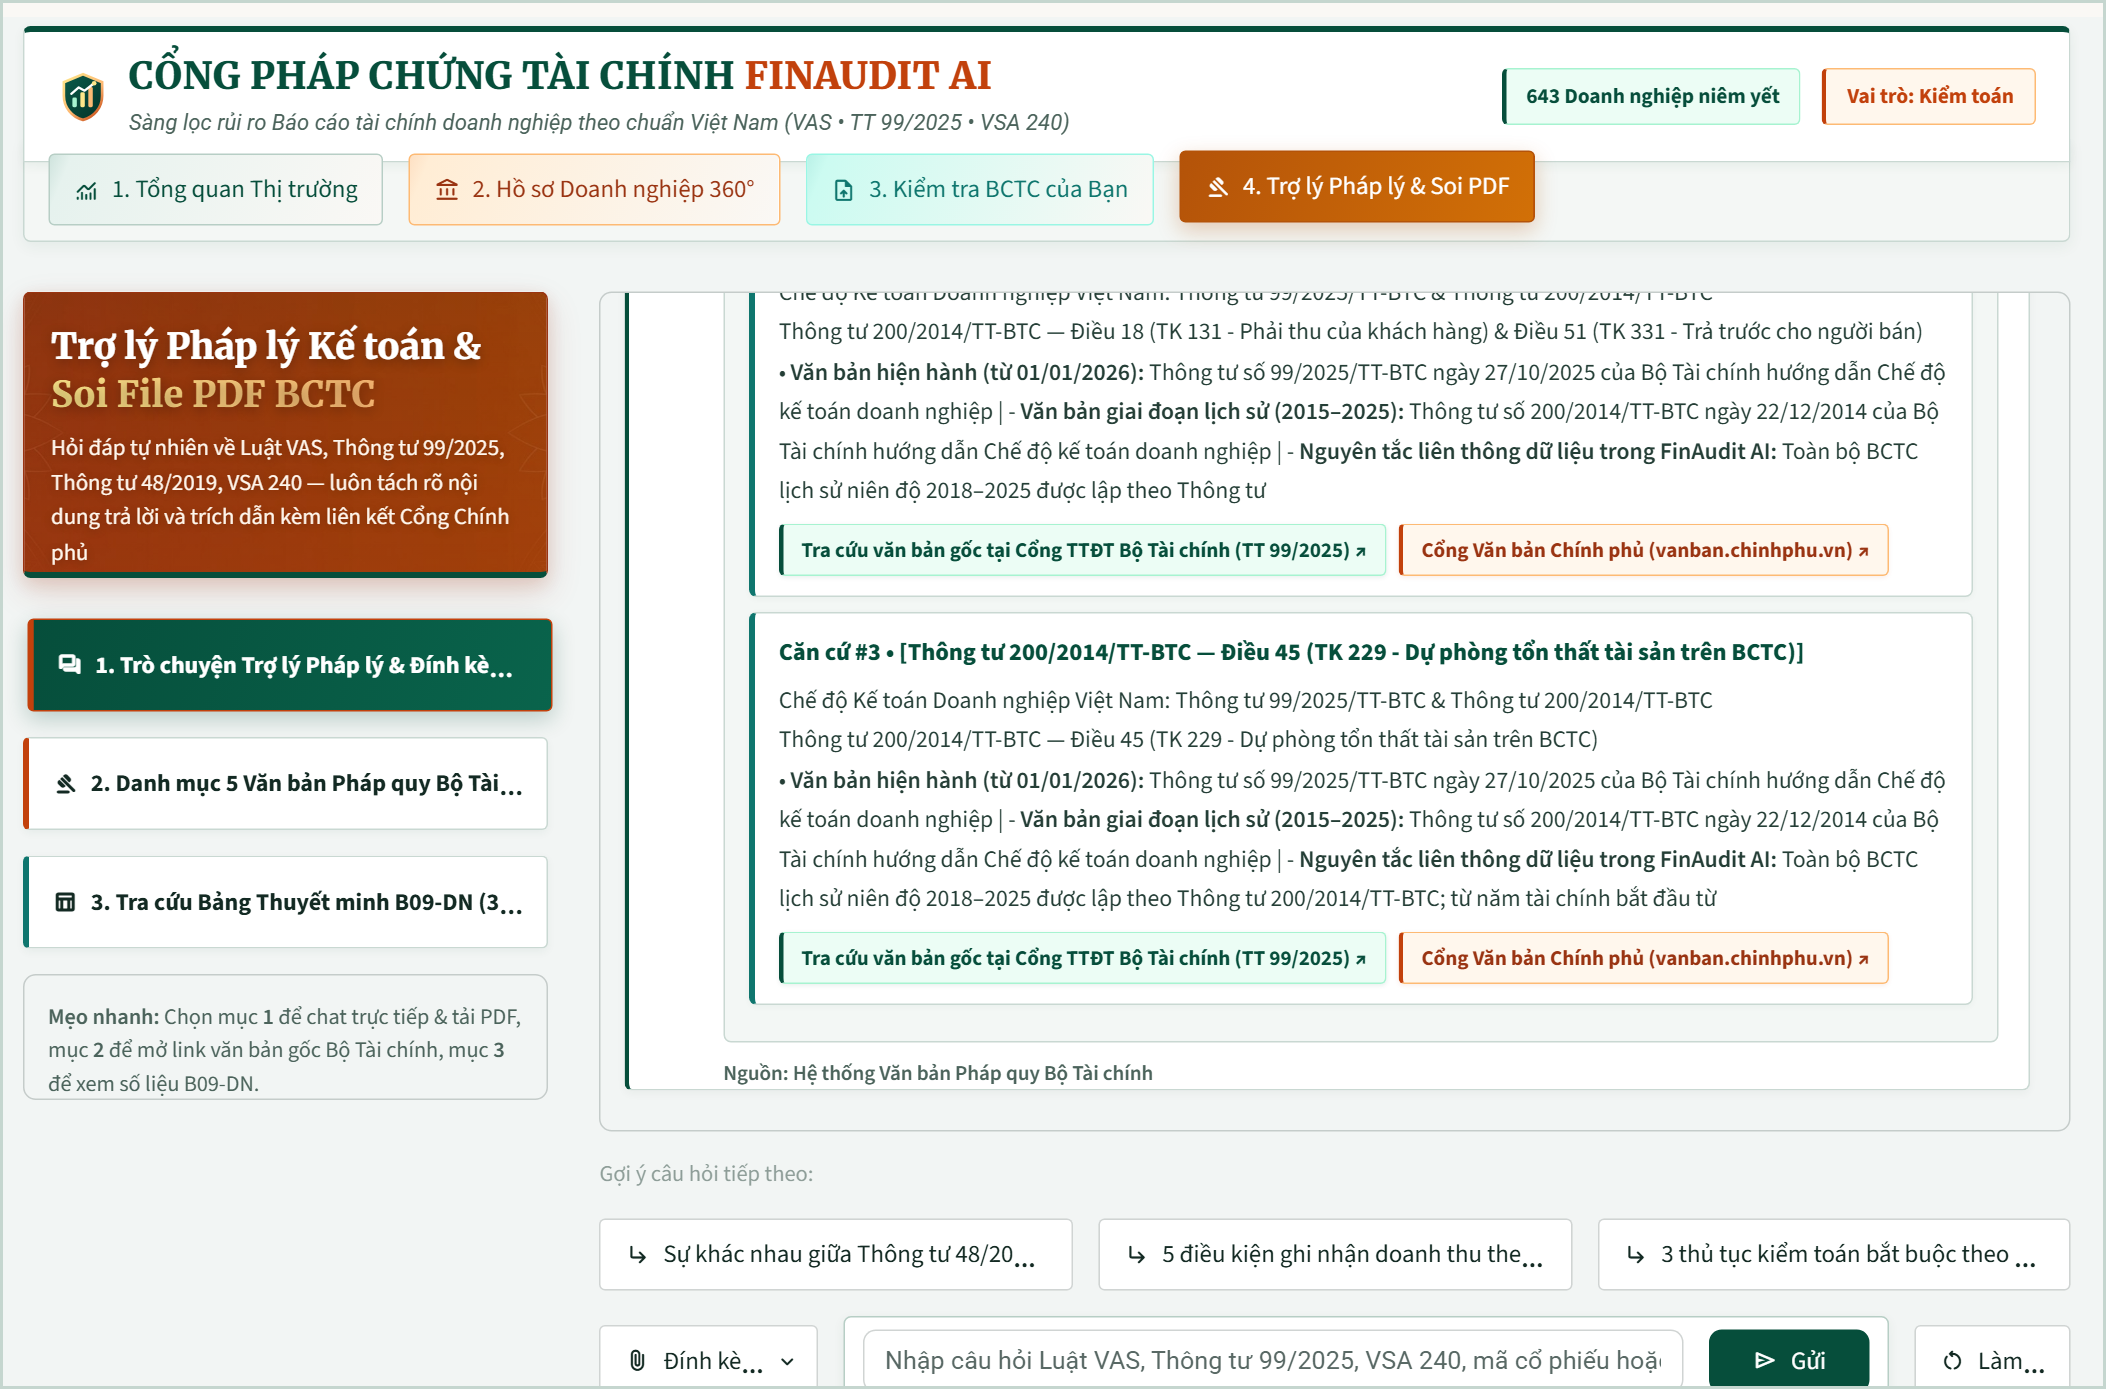 CỔNG PHÁP CHỨNG TÀI CHÍNH FINAUDIT AI
Sàng lọc rủi ro Báo cáo tài chính doanh nghiệp theo chuẩn Việt Nam (VAS • TT 99/2025 • VSA 240)
643 Doanh nghiệp niêm yết
Vai trò: Kiểm toán
1. Tổng quan Thị trường
2. Hồ sơ Doanh nghiệp 360°
3. Kiểm tra BCTC của Bạn
4. Trợ lý Pháp lý & Soi PDF
Trợ lý Pháp lý Kế toán &
Soi File PDF BCTC
Hỏi đáp tự nhiên về Luật VAS, Thông tư 99/2025,
Thông tư 48/2019, VSA 240 — luôn tách rõ nội
dung trả lời và trích dẫn kèm liên kết Cổng Chính
phủ
1. Trò chuyện Trợ lý Pháp lý & Đính kè...
2. Danh mục 5 Văn bản Pháp quy Bộ Tài...
3. Tra cứu Bảng Thuyết minh B09-DN (3...
Mẹo nhanh: Chọn mục 1 để chat trực tiếp & tải PDF,
mục 2 để mở link văn bản gốc Bộ Tài chính, mục 3
để xem số liệu B09-DN.
Chế độ Kế toán Doanh nghiệp Việt Nam: Thông tư 99/2025/TT-BTC & Thông tư 200/2014/TT-BTC
Thông tư 200/2014/TT-BTC — Điều 18 (TK 131 - Phải thu của khách hàng) & Điều 51 (TK 331 - Trả trước cho người bán)
• Văn bản hiện hành (từ 01/01/2026): Thông tư số 99/2025/TT-BTC ngày 27/10/2025 của Bộ Tài chính hướng dẫn Chế độ
kế toán doanh nghiệp | - Văn bản giai đoạn lịch sử (2015–2025): Thông tư số 200/2014/TT-BTC ngày 22/12/2014 của Bộ
Tài chính hướng dẫn Chế độ kế toán doanh nghiệp | - Nguyên tắc liên thông dữ liệu trong FinAudit AI: Toàn bộ BCTC
lịch sử niên độ 2018–2025 được lập theo Thông tư
Tra cứu văn bản gốc tại Cổng TTĐT Bộ Tài chính (TT 99/2025) ↗
Cổng Văn bản Chính phủ (vanban.chinhphu.vn) ↗
Căn cứ #3 • [Thông tư 200/2014/TT-BTC — Điều 45 (TK 229 - Dự phòng tổn thất tài sản trên BCTC)]
Chế độ Kế toán Doanh nghiệp Việt Nam: Thông tư 99/2025/TT-BTC & Thông tư 200/2014/TT-BTC
Thông tư 200/2014/TT-BTC — Điều 45 (TK 229 - Dự phòng tổn thất tài sản trên BCTC)
• Văn bản hiện hành (từ 01/01/2026): Thông tư số 99/2025/TT-BTC ngày 27/10/2025 của Bộ Tài chính hướng dẫn Chế độ
kế toán doanh nghiệp | - Văn bản giai đoạn lịch sử (2015–2025): Thông tư số 200/2014/TT-BTC ngày 22/12/2014 của Bộ
Tài chính hướng dẫn Chế độ kế toán doanh nghiệp | - Nguyên tắc liên thông dữ liệu trong FinAudit AI: Toàn bộ BCTC
lịch sử niên độ 2018–2025 được lập theo Thông tư 200/2014/TT-BTC; từ năm tài chính bắt đầu từ
Tra cứu văn bản gốc tại Cổng TTĐT Bộ Tài chính (TT 99/2025) ↗
Cổng Văn bản Chính phủ (vanban.chinhphu.vn) ↗
Nguồn: Hệ thống Văn bản Pháp quy Bộ Tài chính
Gợi ý câu hỏi tiếp theo:
Sự khác nhau giữa Thông tư 48/20...
5 điều kiện ghi nhận doanh thu the...
3 thủ tục kiểm toán bắt buộc theo ...
Đính kè...
Nhập câu hỏi Luật VAS, Thông tư 99/2025, VSA 240, mã cổ phiếu hoặc
Gửi
Làm...